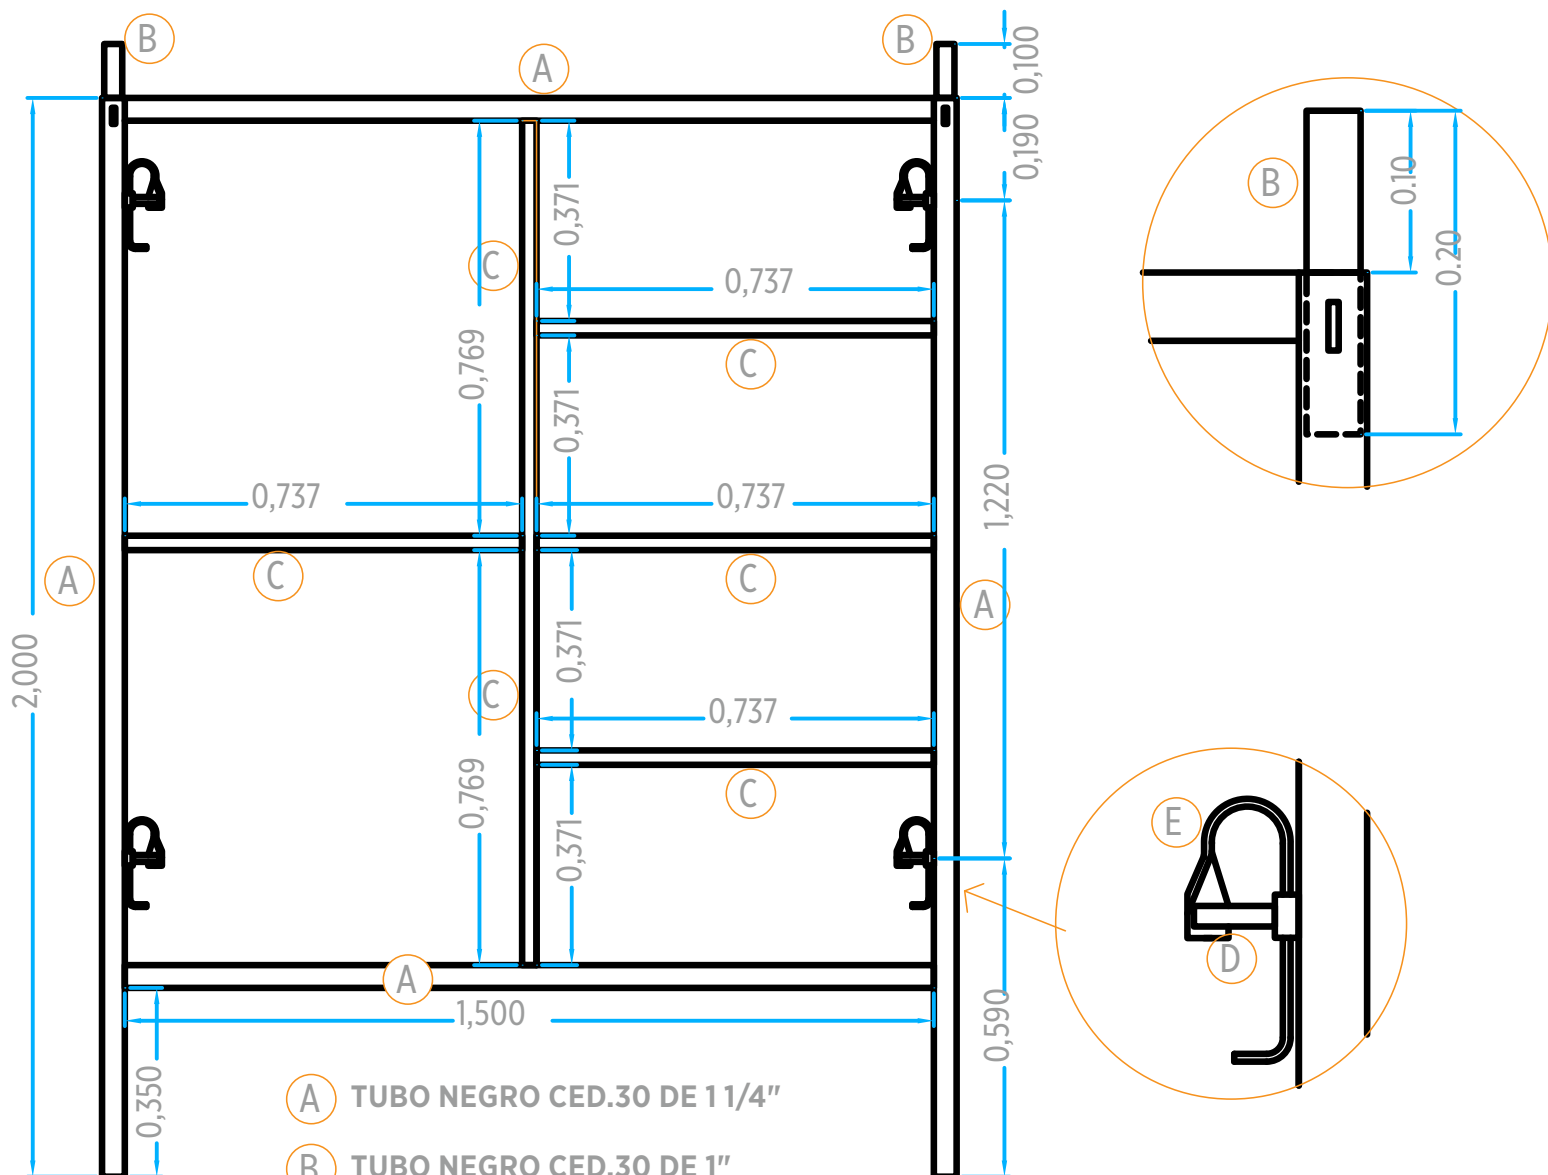 B
B
A
0,100
0,190
0,371
B
0.10
0.20
C
0,737
0,769
0,371
C
0,737
0,737
1,220
A
C
C
A
2,000
0,371
C
0,737
0,769
0,371
C
E
D
A
1,500
0,590
0,350
A TUBO NEGRO CED.30 DE 1 1/4"
B TUBO NEGRO CED.30 DE 1"